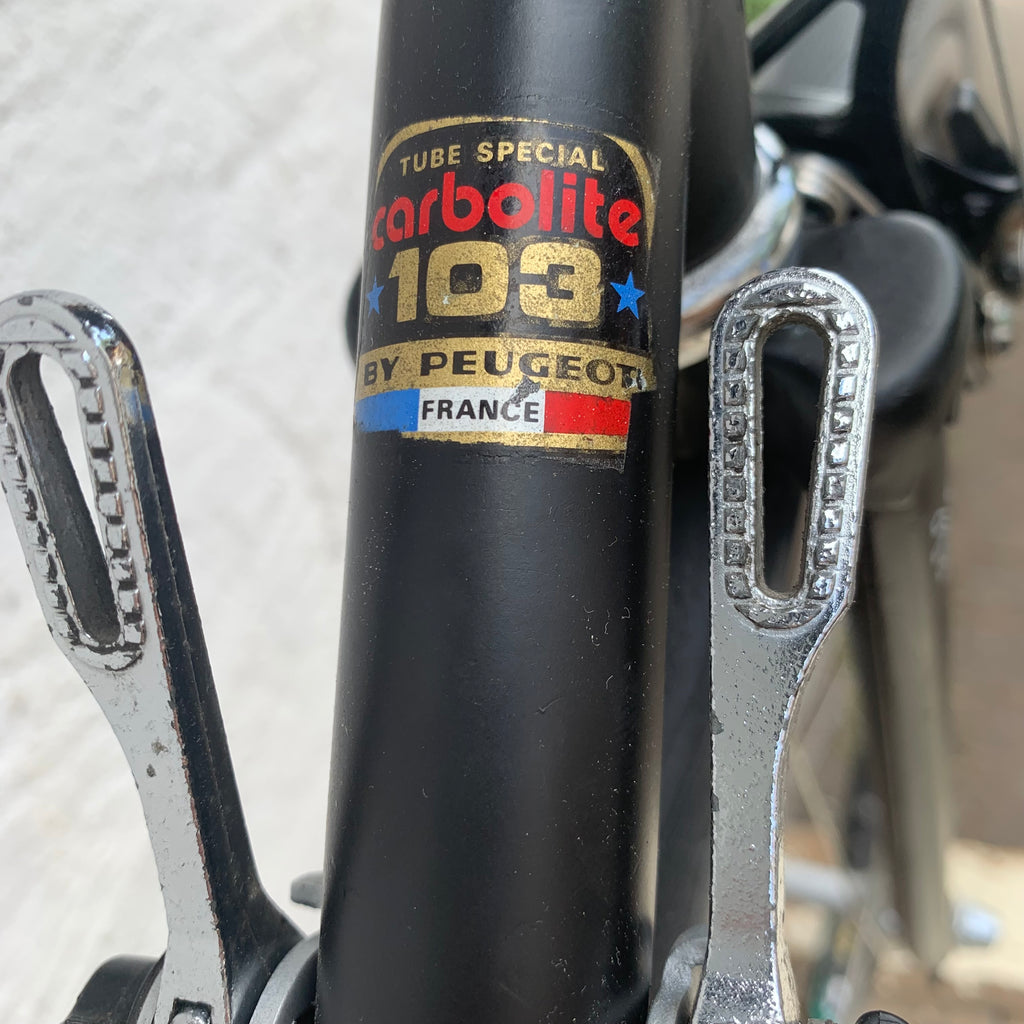 TUBE SPECIAL
carbolite
103
BY PEUGEOT
FRANCE